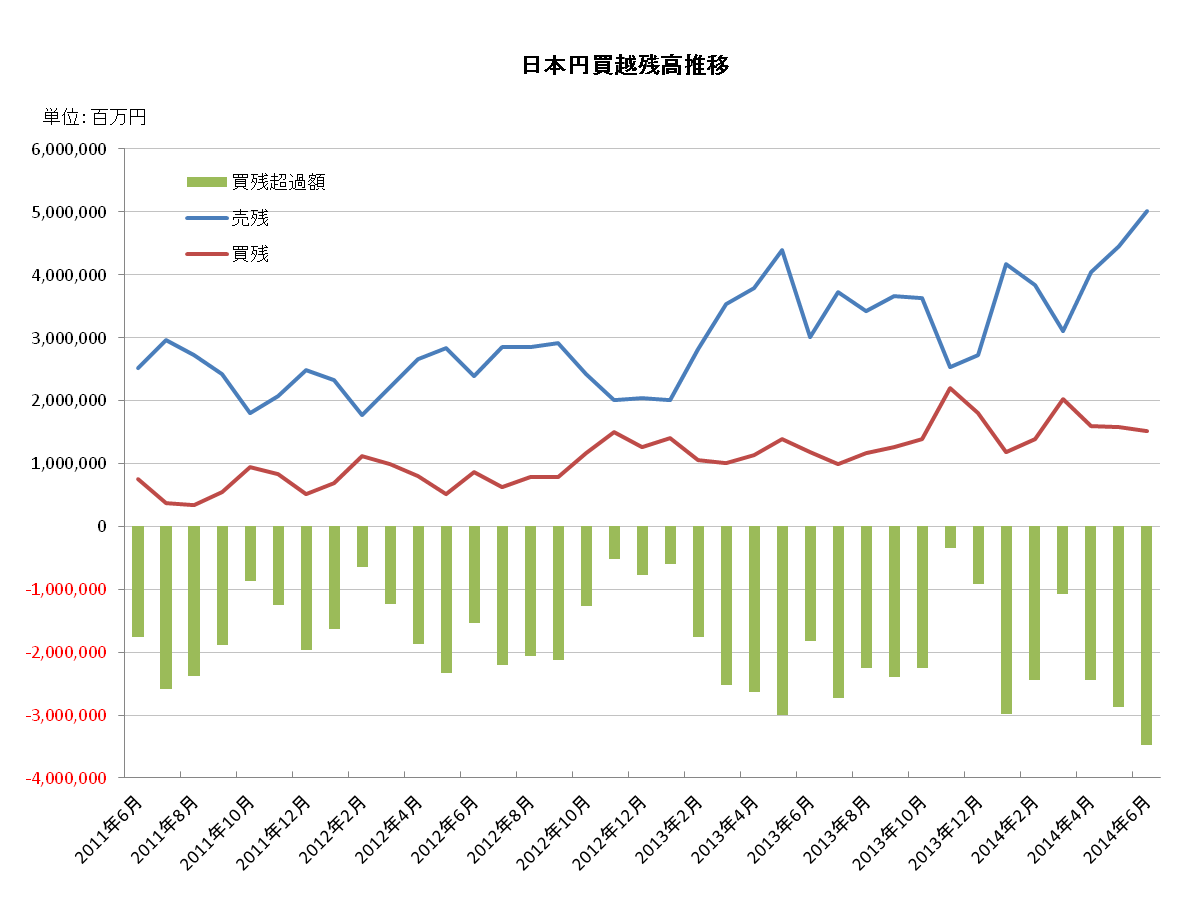 日本円買越残高推移
単位：百万円
6,000,000
5,000,000
4,000,000
3,000,000
2,000,000
1,000,000
0
-1,000,000
-2,000,000
-3,000,000
-4,000,000
買残超過額
売残
買残
2011年6月
2011年8月
2011年10月
2011年12月
2012年2月
2012年4月
2012年6月
2012年8月
2012年10月
2012年12月
2013年2月
2013年4月
2013年6月
2013年8月
2013年10月
2013年12月
2014年2月
2014年4月
2014年6月